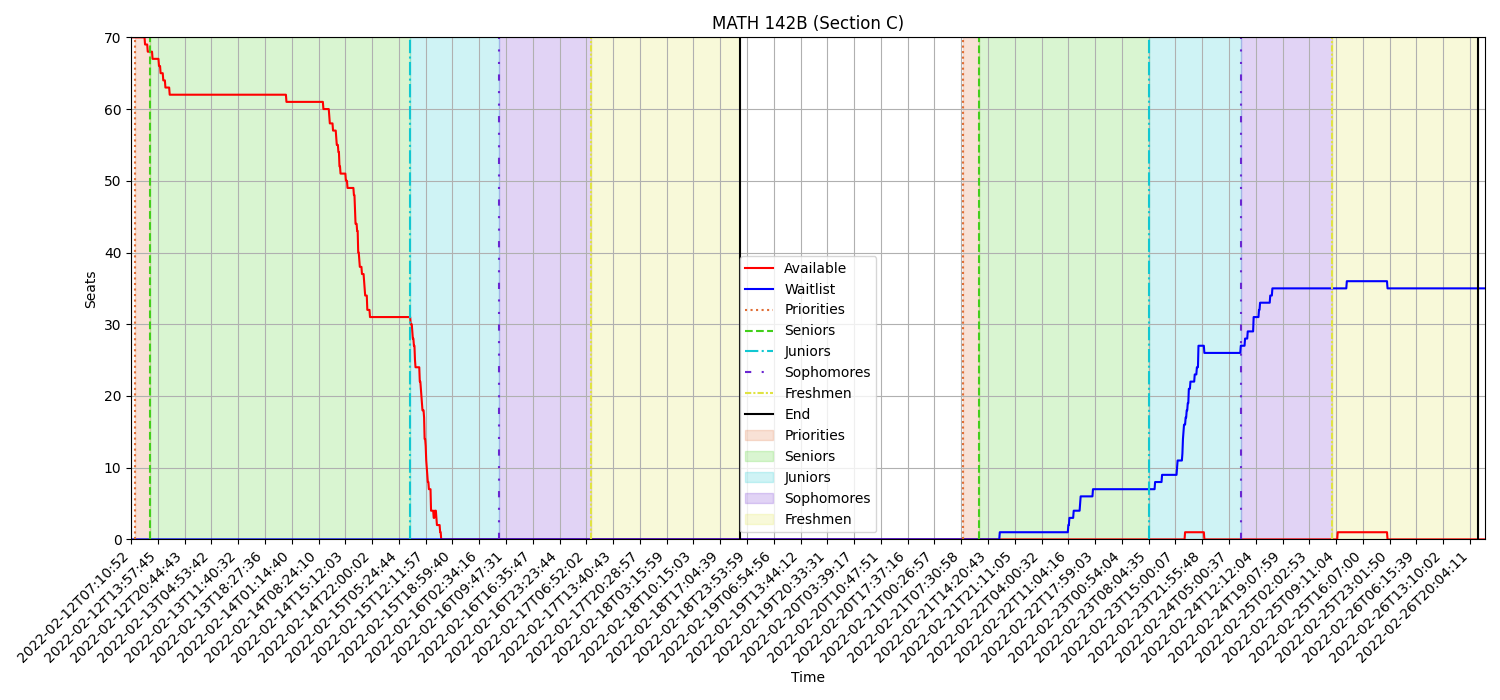 MATH 142B (Section C)
70
60
50
40
30
20
10
0
Seats
Available
Waitlist
Priorities
Seniors
Juniors
Sophomores
Freshmen
End
Priorities
Seniors
Juniors
Sophomores
Freshmen
2022-02-12T07:10:52
2022-02-12T13:57:45
2022-02-12T20:44:43
2022-02-13T04:53:42
2022-02-13T11:40:32
2022-02-13T18:27:36
2022-02-14T01:14:40
2022-02-14T08:24:10
2022-02-14T15:12:03
2022-02-14T22:00:02
2022-02-15T05:24:44
2022-02-15T12:11:57
2022-02-15T18:59:40
2022-02-16T02:34:16
2022-02-16T09:47:31
2022-02-16T16:35:47
2022-02-16T23:23:44
2022-02-17T06:52:02
2022-02-17T13:40:43
2022-02-17T20:28:57
2022-02-18T03:15:59
2022-02-18T10:15:03
2022-02-18T17:04:39
2022-02-18T23:53:59
2022-02-19T06:54:56
2022-02-19T13:44:12
2022-02-19T20:33:31
2022-02-20T03:39:17
2022-02-20T10:47:51
2022-02-20T17:37:16
2022-02-21T00:26:57
2022-02-21T07:30:58
2022-02-21T14:20:43
2022-02-21T21:11:05
2022-02-22T04:00:32
2022-02-22T11:04:16
2022-02-22T17:59:03
2022-02-23T00:54:04
2022-02-23T08:04:35
2022-02-23T15:00:07
2022-02-23T21:55:48
2022-02-24T05:00:37
2022-02-24T12:12:04
2022-02-24T19:07:59
2022-02-25T02:02:53
2022-02-25T09:11:04
2022-02-25T16:07:00
2022-02-25T23:01:50
2022-02-26T06:15:39
2022-02-26T13:10:02
2022-02-26T20:04:11
Time